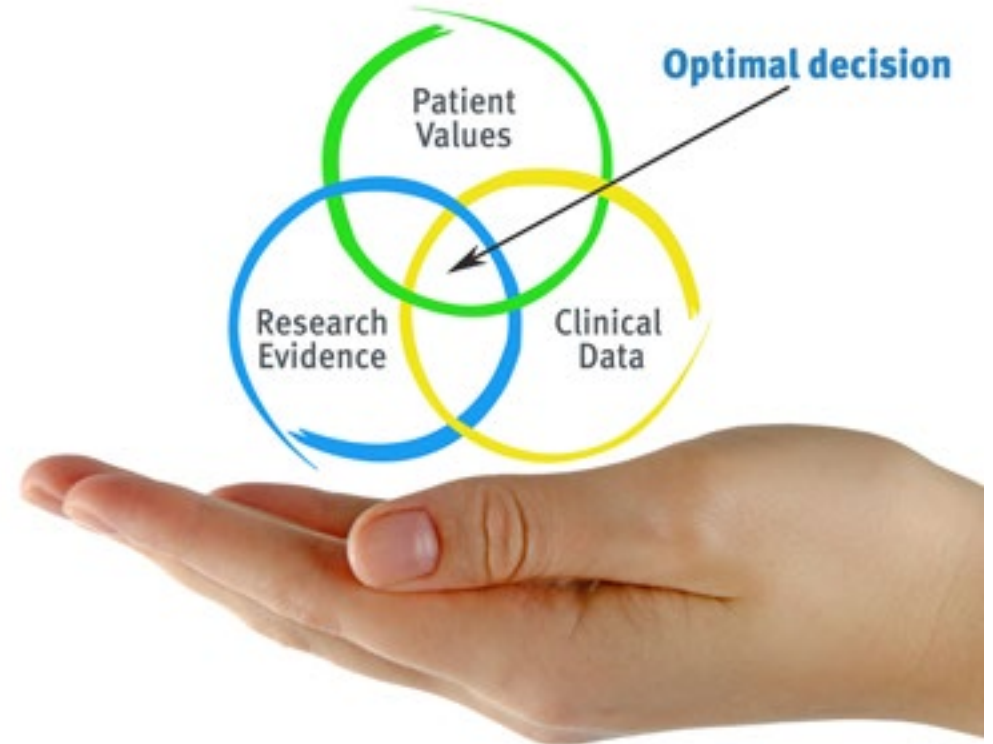 Optimal decision
Patient
Values
Research
Evidence
Clinical
Data